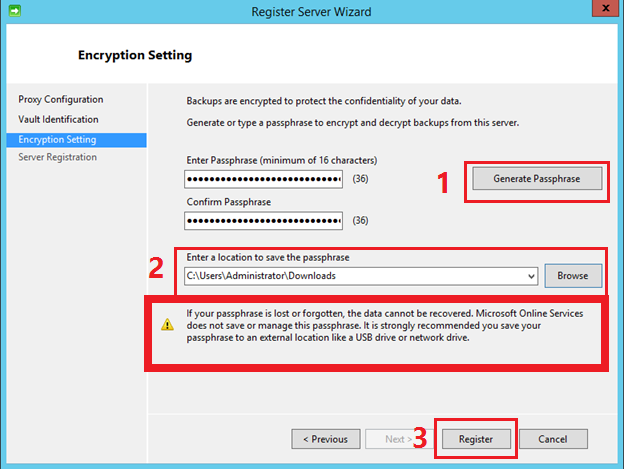 Register Server Wizard
x
Encryption Setting
Proxy Configuration
Vault Identification
Encryption Setting
Server Registration
Backups are encrypted to protect the confidentiality of your data.
Generate or type a passphrase to encrypt and decrypt backups from this server.
Enter Passphrase (minimum of 16 characters)
(36)
1
Generate Passphrase
Confirm Passphrase
(36)
2
Enter a location to save the passphrase
C:\Users\Administrator\Downloads
Browse
If your passphrase is lost or forgotten, the data cannot be recovered. Microsoft Online Services
does not save or manage this passphrase. It is strongly recommended you save your
passphrase to an external location like a USB drive or network drive.
< Previous
Next >
3
Register
Cancel